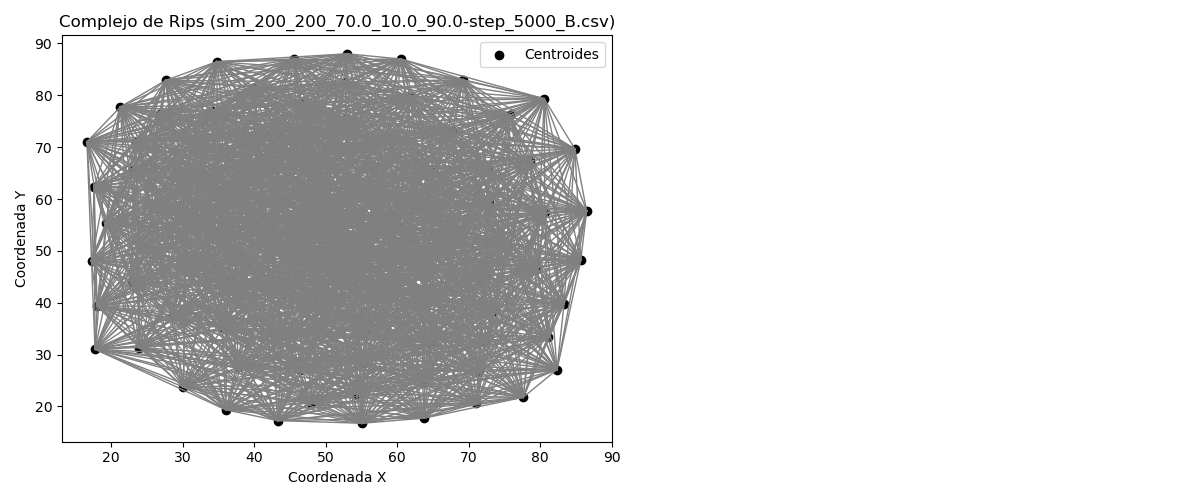 Complejo de Rips (sim_200_200_70.0_10.0_90.0-step_5000_B.csv)
Centroides
90
80
70
60
50
40
30
20
Coordenada Y
20 30 40 50 60 70 80 90
Coordenada X